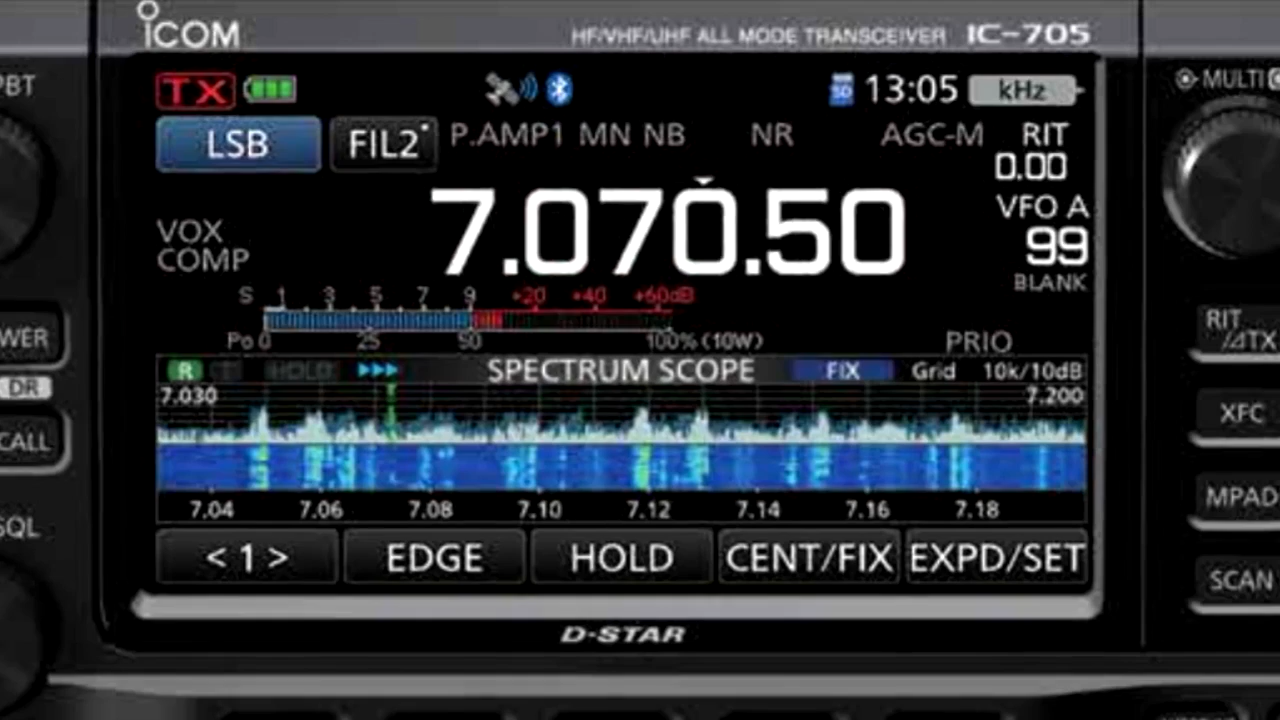 ICOM HF/VHF/UHF ALL MODE TRANSCEIVER IC-705
PBT
MULTI
TX 13:05 kHz
LSB FIL2 P.AMP1 MN NB NR AGC-M RIT
0.00
7.070.50
VFO A
99
BLANK
VOX
COMP
S 1 3 5 7 9 +20 +40 +60dB
Po 0 25 50 100% (10W) PRIO
R T HOLD SPECTRUM SCOPE FIX Grid 10k/10dB
7.030 7.200
7.04 7.06 7.08 7.10 7.12 7.14 7.16 7.18
< 1 > EDGE HOLD CENT/FIX EXPD/SET
D-STAR
WER
DR
CALL
SQL
RIT
/⊿TX
XFC
MPAD
SCAN